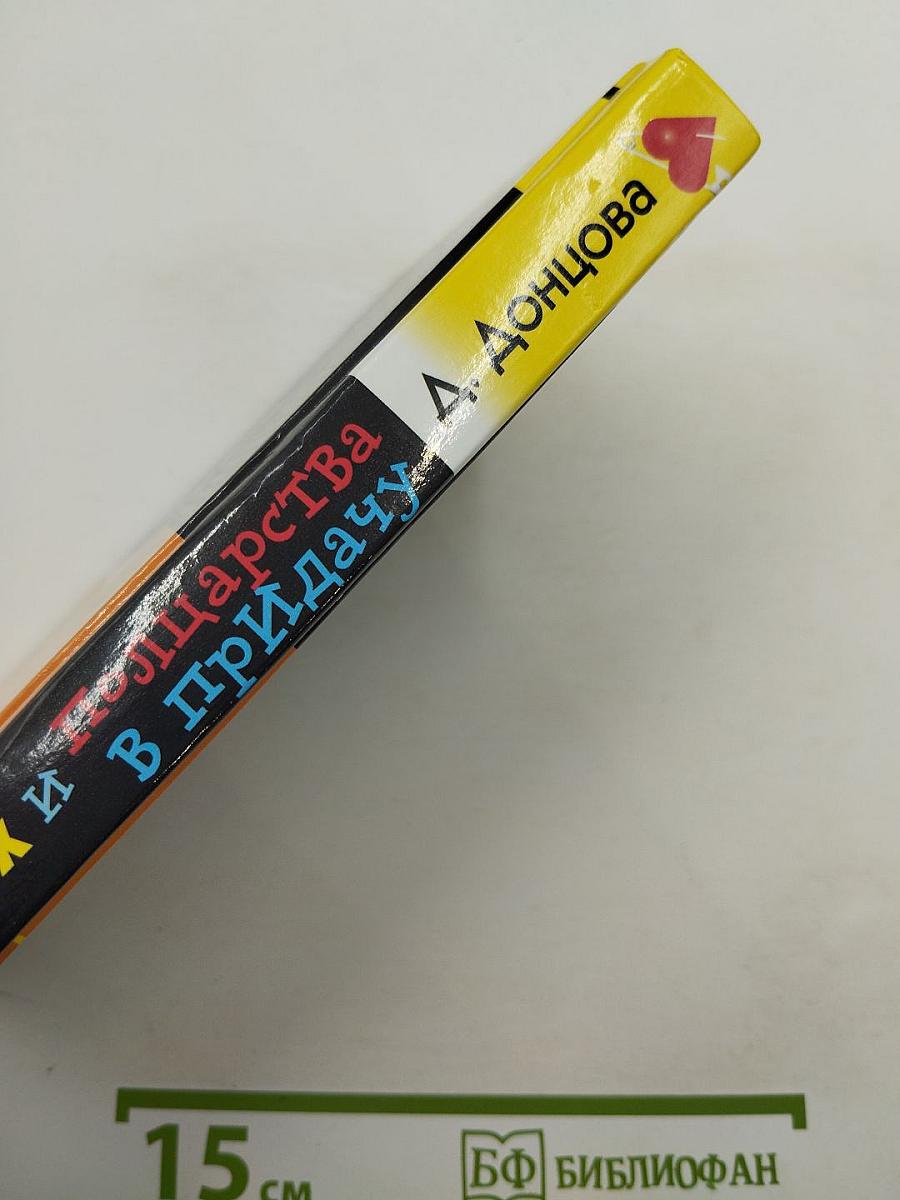 Д. Донцова
х и Полцарства
в придачу
15 см
БФ БИБЛИОФАН